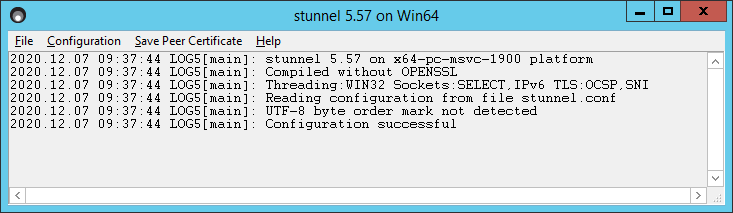 stunnel 5.57 on Win64
File Configuration Save Peer Certificate Help
2020.12.07 09:37:44 LOG5[main]: stunnel 5.57 on x64-pc-msvc-1900 platform
2020.12.07 09:37:44 LOG5[main]: Compiled without OPENSSL
2020.12.07 09:37:44 LOG5[main]: Threading:WIN32 Sockets:SELECT,IPv6 TLS:OCSP,SNI
2020.12.07 09:37:44 LOG5[main]: Reading configuration from file stunnel.conf
2020.12.07 09:37:44 LOG5[main]: UTF-8 byte order mark not detected
2020.12.07 09:37:44 LOG5[main]: Configuration successful